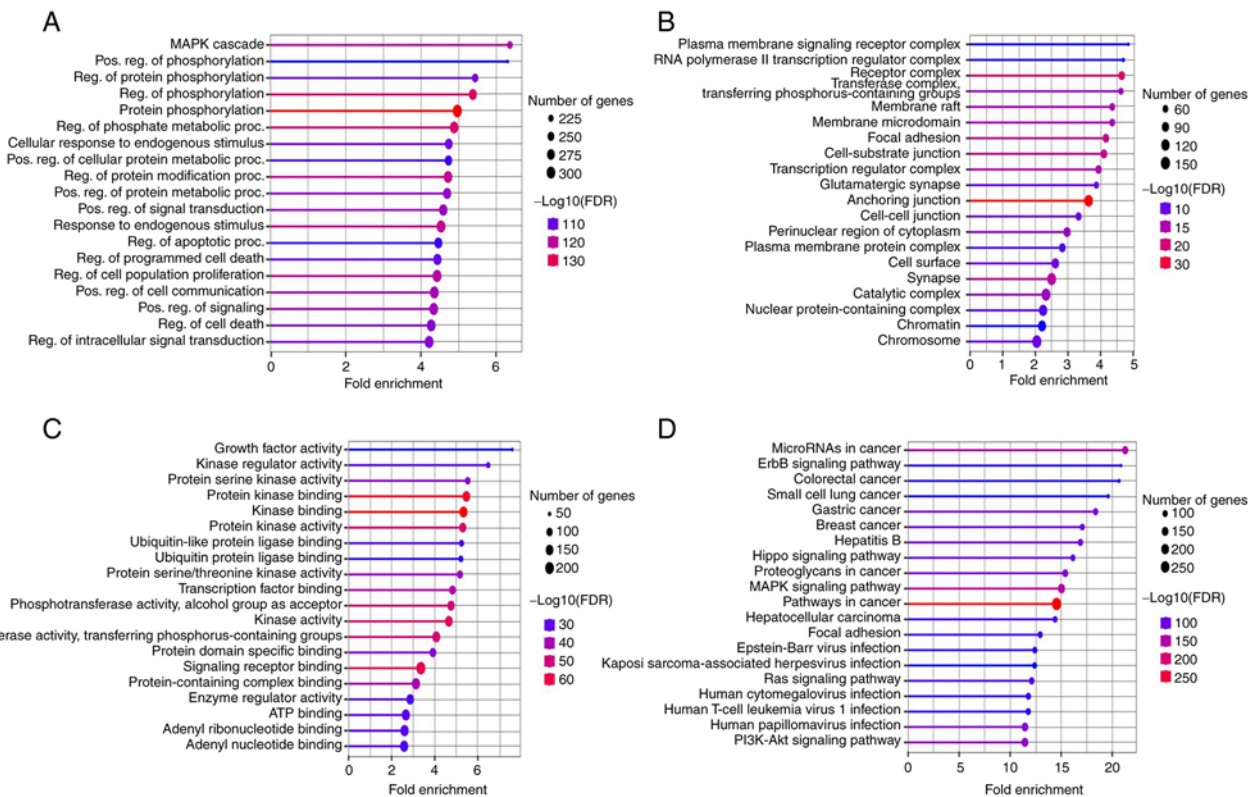 A
MAPK cascade
Pos. reg. of phosphorylation
Reg. of protein phosphorylation
Reg. of phosphorylation
Protein phosphorylation
Reg. of phosphate metabolic proc.
Cellular response to endogenous stimulus
Pos. reg. of cellular protein metabolic proc.
Reg. of protein modification proc.
Pos. reg. of protein metabolic proc.
Pos. reg. of signal transduction
Response to endogenous stimulus
Reg. of apoptotic proc.
Reg. of programmed cell death
Reg. of cell population proliferation
Pos. reg. of cell communication
Pos. reg. of signaling
Reg. of cell death
Reg. of intracellular signal transduction
0 2 4 6
Fold enrichment
Number of genes
225
250
275
300
−Log10(FDR)
110
120
130
B
Plasma membrane signaling receptor complex
RNA polymerase II transcription regulator complex
Receptor complex
Transferase complex,
transferring phosphorus-containing groups
Membrane raft
Membrane microdomain
Focal adhesion
Cell-substrate junction
Transcription regulator complex
Glutamatergic synapse
Anchoring junction
Cell-cell junction
Perinuclear region of cytoplasm
Plasma membrane protein complex
Cell surface
Synapse
Catalytic complex
Nuclear protein-containing complex
Chromatin
Chromosome
0 1 2 3 4 5
Fold enrichment
Number of genes
60
90
120
150
−Log10(FDR)
10
15
20
30
C
Growth factor activity
Kinase regulator activity
Protein serine kinase activity
Protein kinase binding
Kinase binding
Protein kinase activity
Ubiquitin-like protein ligase binding
Ubiquitin protein ligase binding
Protein serine/threonine kinase activity
Transcription factor binding
Phosphotransferase activity, alcohol group as acceptor
Kinase activity
erase activity, transferring phosphorus-containing groups
Protein domain specific binding
Signaling receptor binding
Protein-containing complex binding
Enzyme regulator activity
ATP binding
Adenyl ribonucleotide binding
Adenyl nucleotide binding
0 2 4 6
Fold enrichment
Number of genes
50
100
150
200
−Log10(FDR)
30
40
50
60
D
MicroRNAs in cancer
ErbB signaling pathway
Colorectal cancer
Small cell lung cancer
Gastric cancer
Breast cancer
Hepatitis B
Hippo signaling pathway
Proteoglycans in cancer
MAPK signaling pathway
Pathways in cancer
Hepatocellular carcinoma
Focal adhesion
Epstein-Barr virus infection
Kaposi sarcoma-associated herpesvirus infection
Ras signaling pathway
Human cytomegalovirus infection
Human T-cell leukemia virus 1 infection
Human papillomavirus infection
PI3K-Akt signaling pathway
0 5 10 15 20
Fold enrichment
Number of genes
100
150
200
250
−Log10(FDR)
100
150
200
250